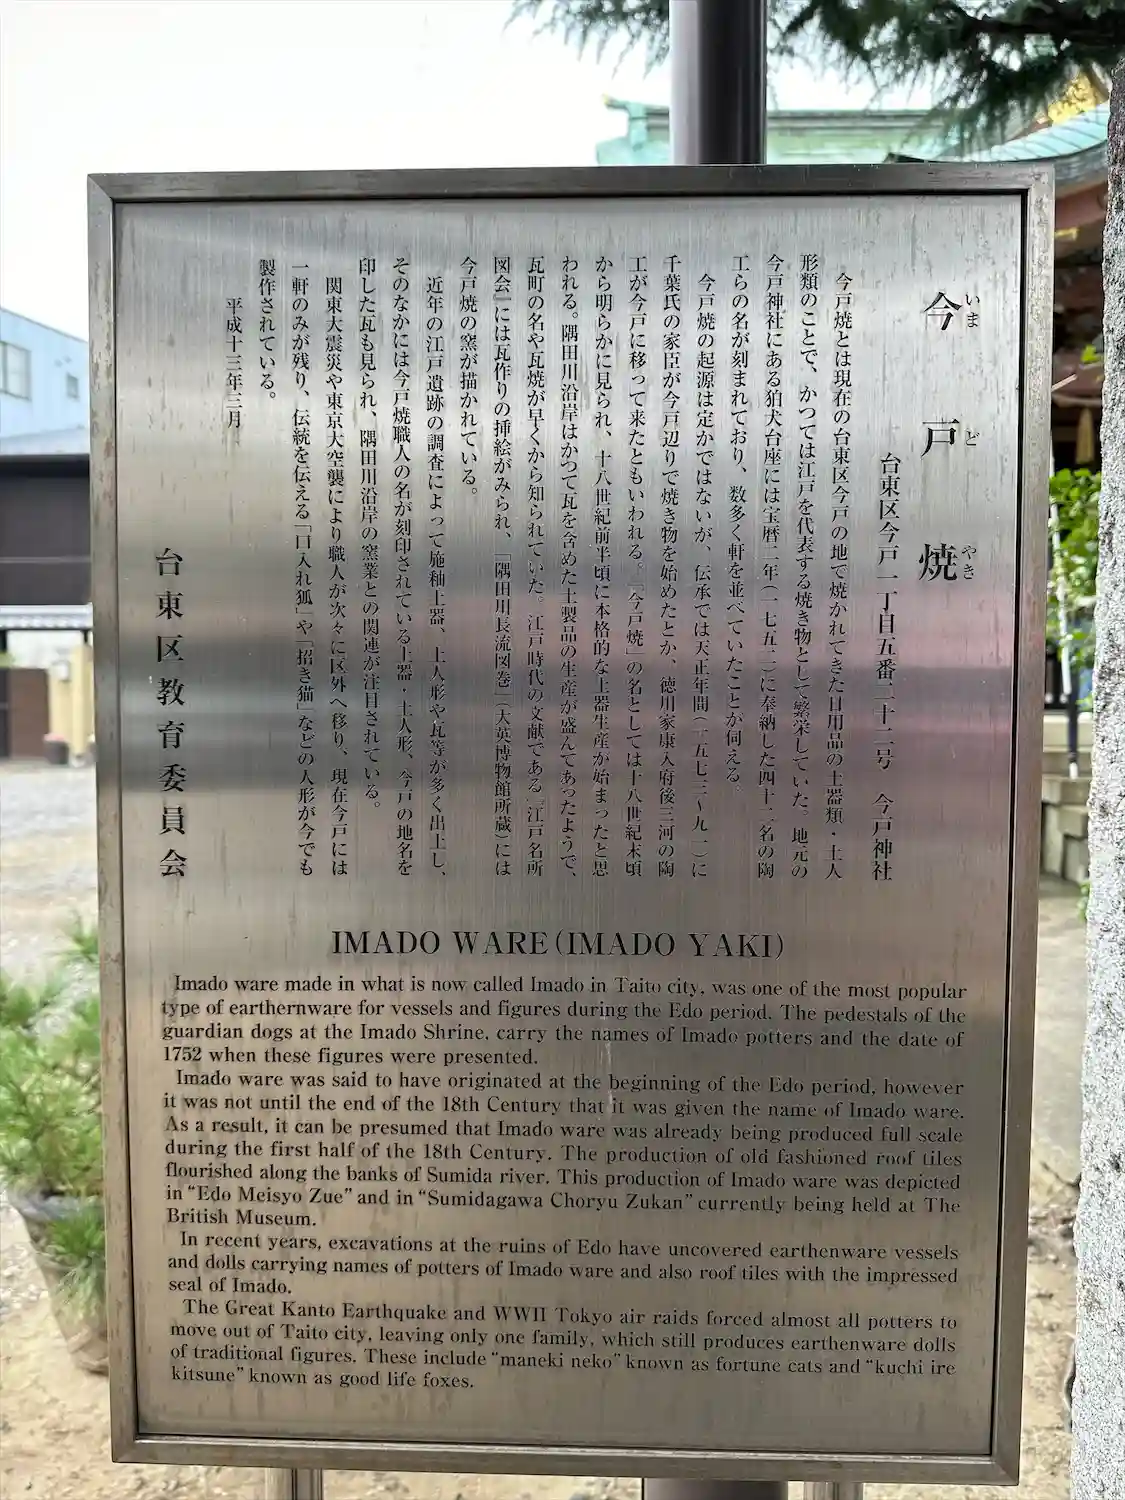 今戸焼
いま ど やき
台東区今戸一丁目五番二十二号 今戸神社
今戸焼とは現在の台東区今戸の地で焼かれてきた日用品の土器類・土人
形類のことで、かつては江戸を代表する焼き物として繁栄していた。地元の
今戸神社にある狛犬台座には宝暦二年(一七五二)に奉納した四十二名の陶
工らの名が刻まれており、数多く軒を並べていたことが伺える。
今戸焼の起源は定かではないが、伝承では天正年間(一五七三〜九一)に
千葉氏の家臣が今戸辺りで焼き物を始めたとか、徳川家康入府後三河の陶
工が今戸に移って来たともいわれる。『今戸焼』の名としては十八世紀末頃
から明らかに見られ、十八世紀前半頃に本格的な土器生産が始まったと思
われる。隅田川沿岸はかつて瓦を含めた土製品の生産が盛んであったようで、
瓦町の名や瓦焼が早くから知られていた。江戸時代の文献である『江戸名所
図会』には瓦作りの挿絵がみられ、「隅田川長流図巻」(大英博物館所蔵)には
今戸焼の窯が描かれている。
近年の江戸遺跡の調査によって施釉土器、土人形や瓦等が多く出土し、
そのなかには今戸焼職人の名が刻印されている土器・土人形、今戸の地名を
印した瓦も見られ、隅田川沿岸の窯業との関連が注目されている。
関東大震災や東京大空襲により職人が次々に区外へ移り、現在今戸には
一軒のみが残り、伝統を伝える「口入れ狐」や「招き猫」などの人形が今でも
製作されている。
平成十三年三月
台東区教育委員会
IMADO WARE (IMADO YAKI)
Imado ware made in what is now called Imado in Taito city, was one of the most popular
type of earthernware for vessels and figures during the Edo period. The pedestals of the
guardian dogs at the Imado Shrine, carry the names of Imado potters and the date of
1752 when these figures were presented.
Imado ware was said to have originated at the beginning of the Edo period, however
it was not until the end of the 18th Century that it was given the name of Imado ware.
As a result, it can be presumed that Imado ware was already being produced full scale
during the first half of the 18th Century. The production of old fashioned roof tiles
flourished along the banks of Sumida river. This production of Imado ware was depicted
in "Edo Meisyo Zue" and in "Sumidagawa Choryu Zukan" currently being held at The
British Museum.
In recent years, excavations at the ruins of Edo have uncovered earthenware vessels
and dolls carrying names of potters of Imado ware and also roof tiles with the impressed
seal of Imado.
The Great Kanto Earthquake and WWII Tokyo air raids forced almost all potters to
move out of Taito city, leaving only one family, which still produces earthenware dolls
of traditional figures. These include "maneki neko" known as fortune cats and "kuchi ire
kitsune" known as good life foxes.